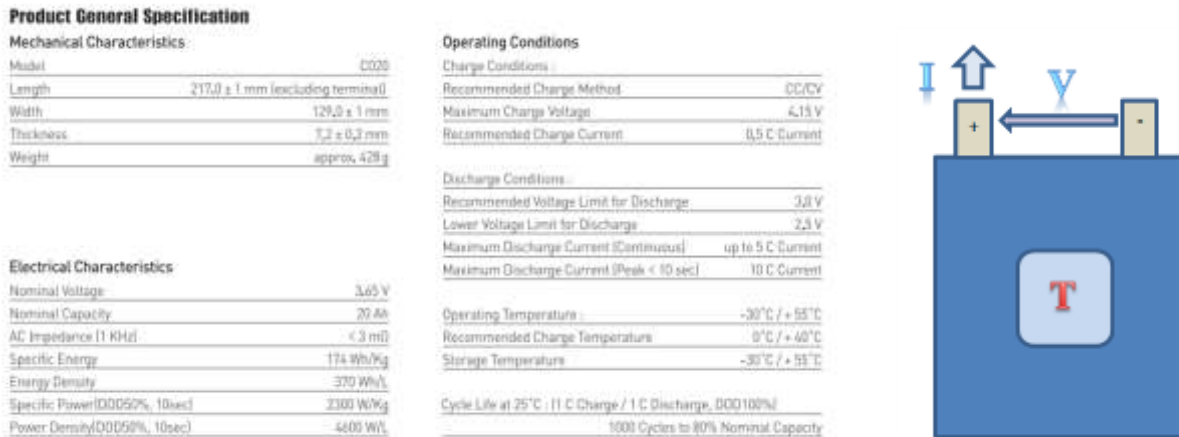 Product General Specification
Mechanical Characteristics
Model C020
Length 217,0 ± 1 mm (excluding terminal)
Width 129,0 ± 1 mm
Thickness 7,2 ± 0,2 mm
Weight approx, 428 g
Electrical Characteristics
Nominal Voltage 3,65 V
Nominal Capacity 20 Ah
AC Impedance (1 KHz) < 3 mΩ
Specific Energy 174 Wh/Kg
Energy Density 370 Wh/L
Specific Power(DOD50%, 10sec) 2300 W/Kg
Power Density(DOD50%, 10sec) 4600 W/L
Operating Conditions
Charge Conditions :
Recommended Charge Method CC/CV
Maximum Charge Voltage 4,15 V
Recommended Charge Current 0,5 C Current
Discharge Conditions :
Recommended Voltage Limit for Discharge 3,0 V
Lower Voltage Limit for Discharge 2,5 V
Maximum Discharge Current (Continuous) up to 5 C Current
Maximum Discharge Current (Peak < 10 sec) 10 C Current
Operating Temperature : -30°C / + 55°C
Recommended Charge Temperature 0°C / + 40°C
Storage Temperature -30°C / + 55°C
Cycle Life at 25°C : (1 C Charge / 1 C Discharge, DOD100%)
1000 Cycles to 80% Nominal Capacity
I V
+ -
T